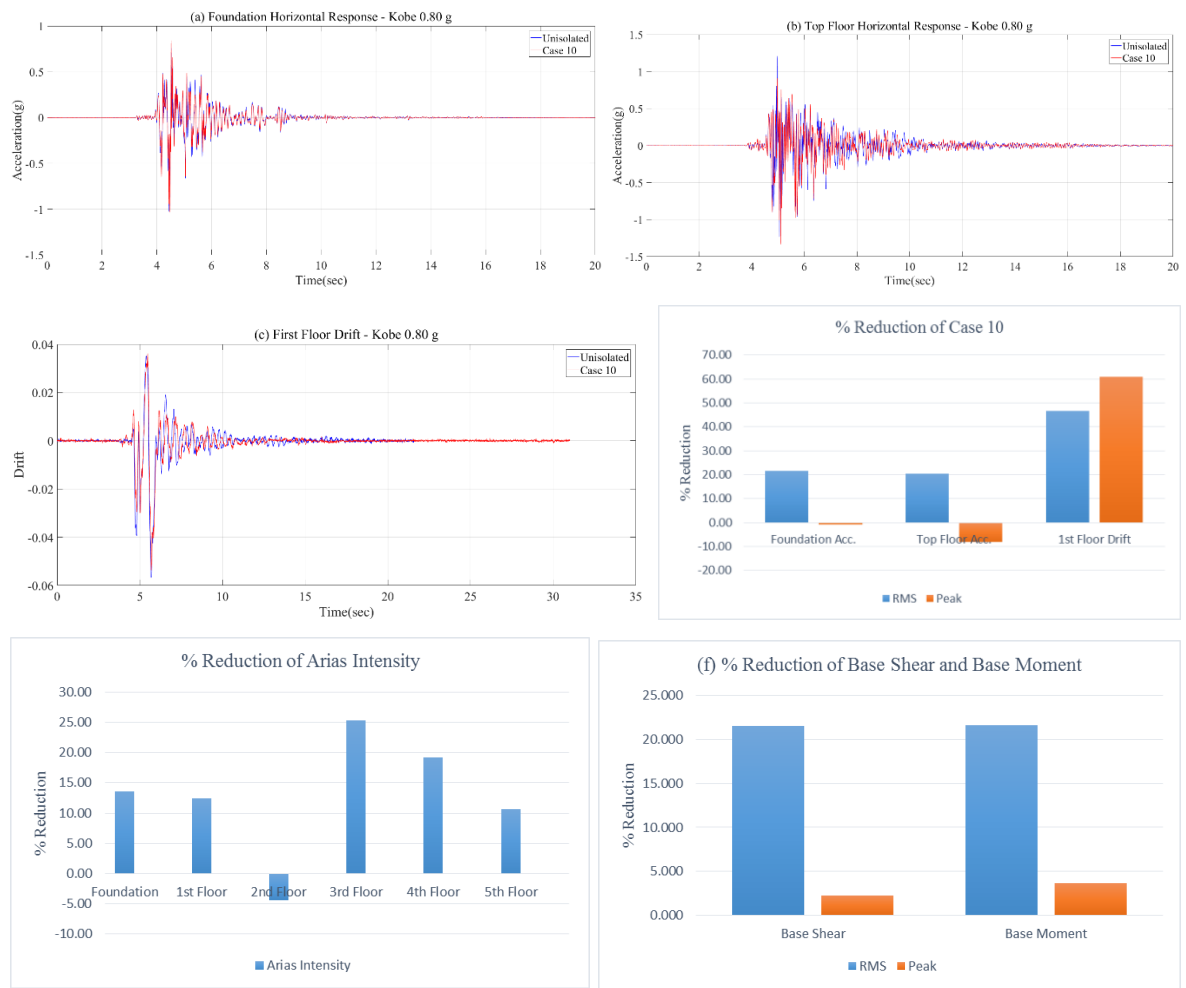 (a) Foundation Horizontal Response - Kobe 0.80 g
1
0.5
0
-0.5
-1
-1.5
Acceleration(g)
Unisolated
Case 10
0 2 4 6 8 10 12 14 16 18 20
Time(sec)
(b) Top Floor Horizontal Response - Kobe 0.80 g
1.5
1
0.5
0
-0.5
-1
-1.5
Acceleration(g)
Unisolated
Case 10
0 2 4 6 8 10 12 14 16 18 20
Time(sec)
(c) First Floor Drift - Kobe 0.80 g
0.04
0.02
0
-0.02
-0.04
-0.06
Drift
Unisolated
Case 10
0 5 10 15 20 25 30 35
Time(sec)
% Reduction of Case 10
70.00
60.00
50.00
40.00
30.00
20.00
10.00
0.00
-10.00
-20.00
% Reduction
Foundation Acc. Top Floor Acc. 1st Floor Drift
RMS Peak
% Reduction of Arias Intensity
30.00
25.00
20.00
15.00
10.00
5.00
0.00
-5.00
-10.00
% Reduction
Foundation 1st Floor 2nd Floor 3rd Floor 4th Floor 5th Floor
Arias Intensity
(f) % Reduction of Base Shear and Base Moment
25.000
20.000
15.000
10.000
5.000
0.000
% Reduction
Base Shear Base Moment
RMS Peak